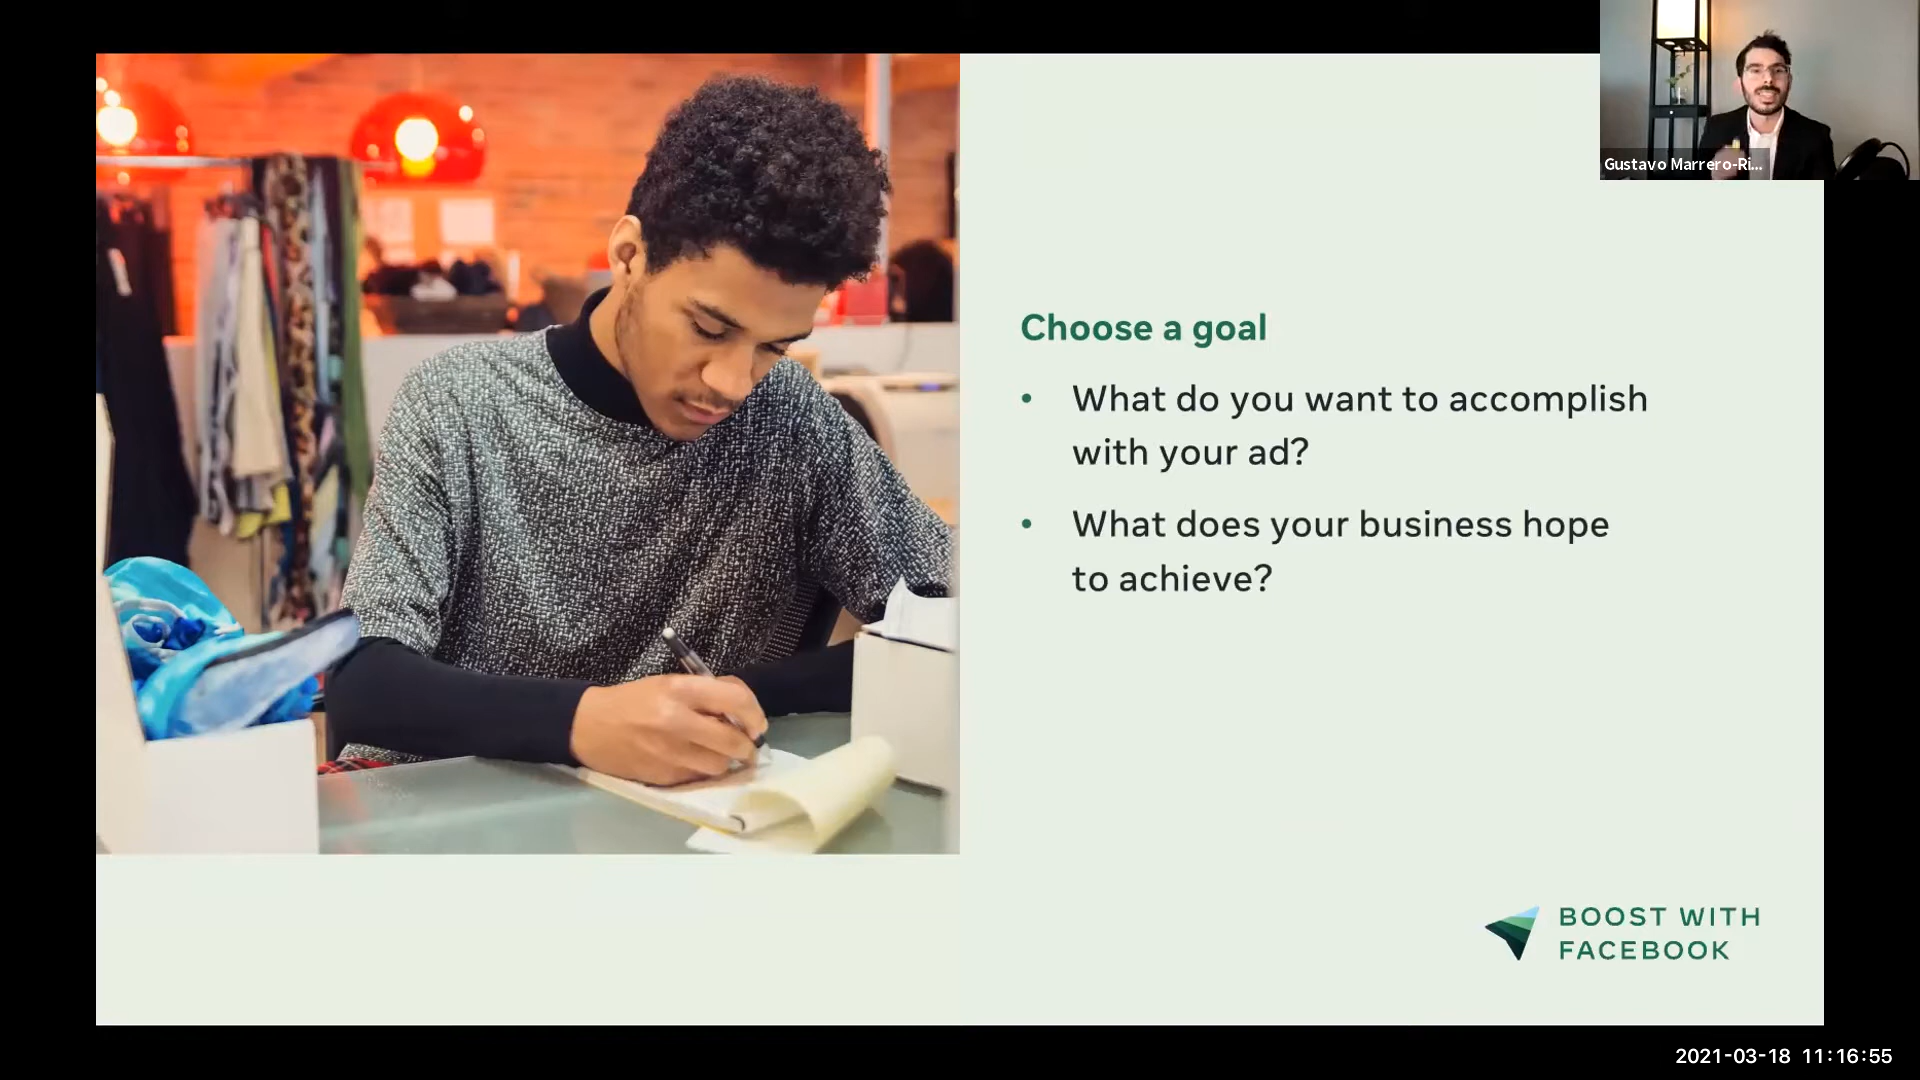 Gustavo Marrero-Ri...
Choose a goal
• What do you want to accomplish
with your ad?
• What does your business hope
to achieve?
BOOST WITH
FACEBOOK
2021-03-18 11:16:55